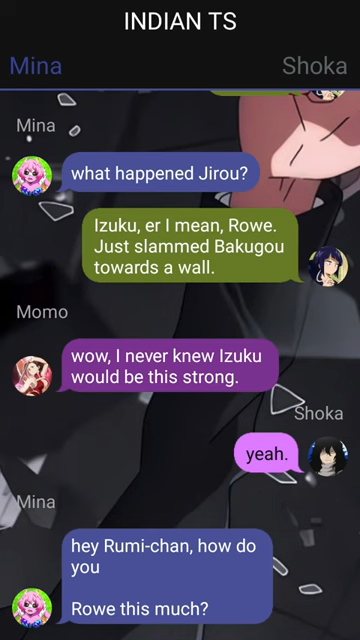 INDIAN TS
Mina
Shoka
Mina
what happened Jirou?
Izuku, er I mean, Rowe.
Just slammed Bakugou
towards a wall.
Momo
wow, I never knew Izuku
would be this strong.
Shoka
yeah.
Mina
hey Rumi-chan, how do
you
Rowe this much?